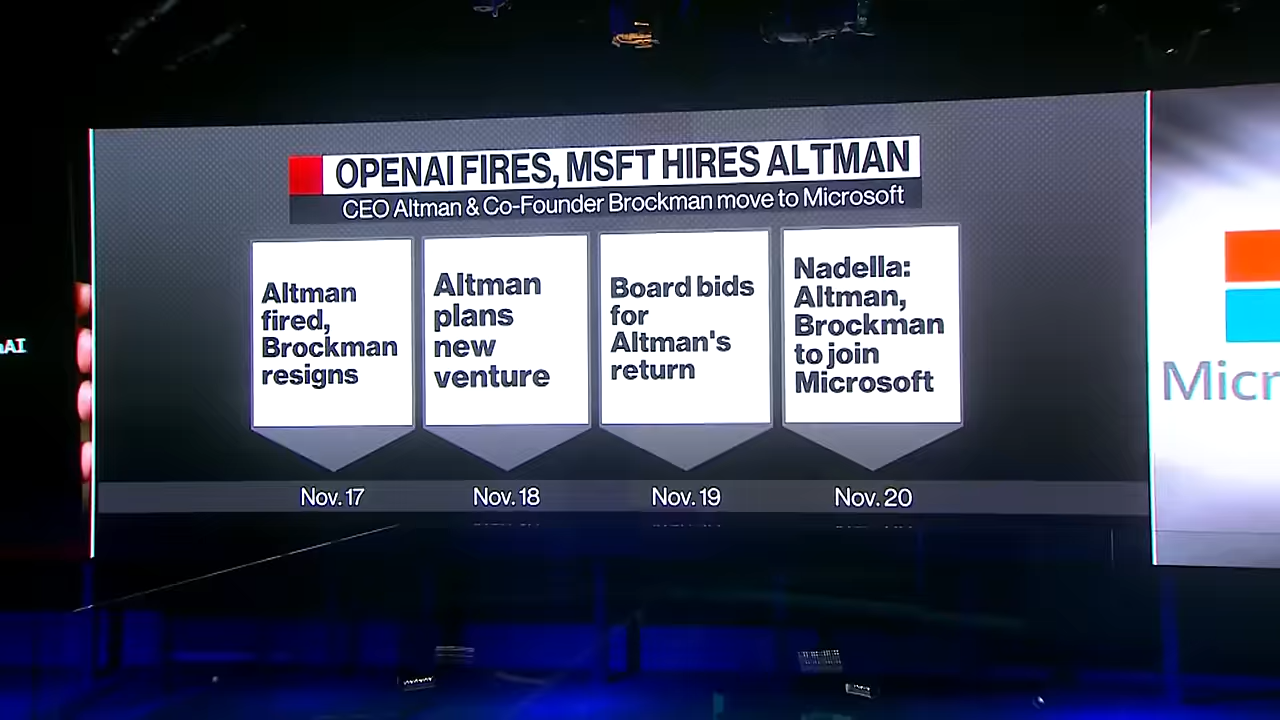 OPENAI FIRES, MSFT HIRES ALTMAN
CEO Altman & Co-Founder Brockman move to Microsoft
Altman
fired,
Brockman
resigns
Altman
plans
new
venture
Board bids
for
Altman's
return
Nadella:
Altman,
Brockman
to join
Microsoft
Nov. 17
Nov. 18
Nov. 19
Nov. 20
AI
Micr